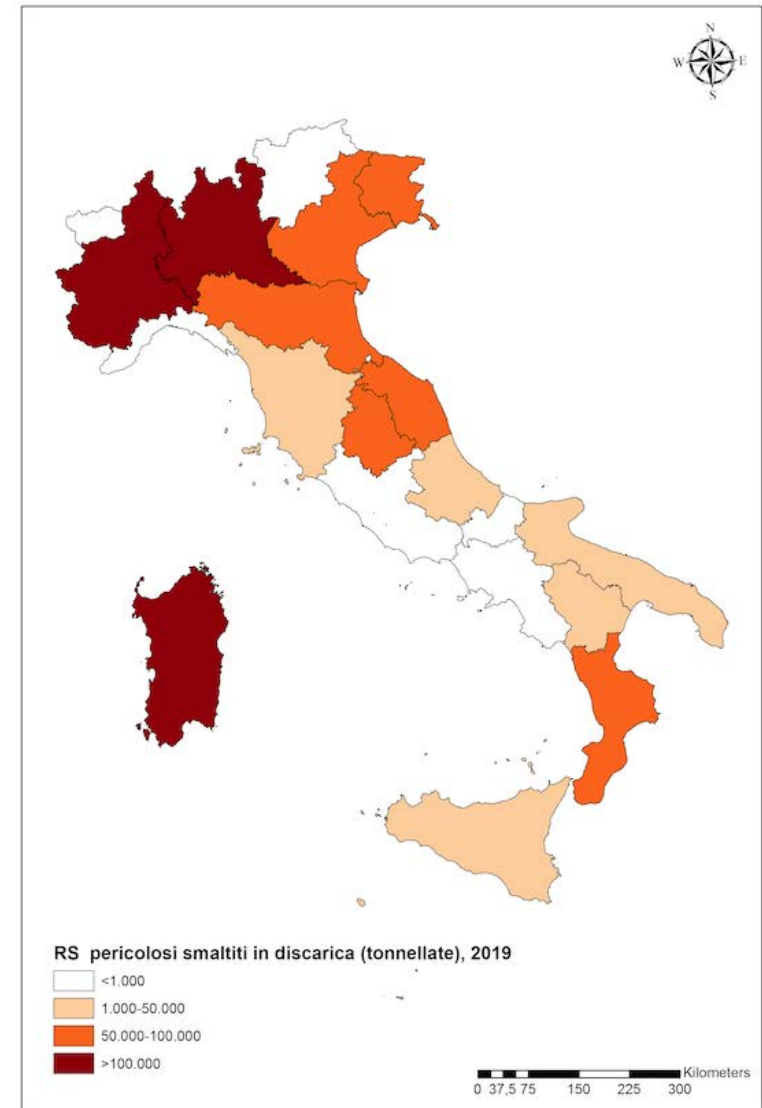 N
W E
S
RS pericolosi smaltiti in discarica (tonnellate), 2019
<1.000
1.000-50.000
50.000-100.000
>100.000
Kilometers
0 37,5 75 150 225 300